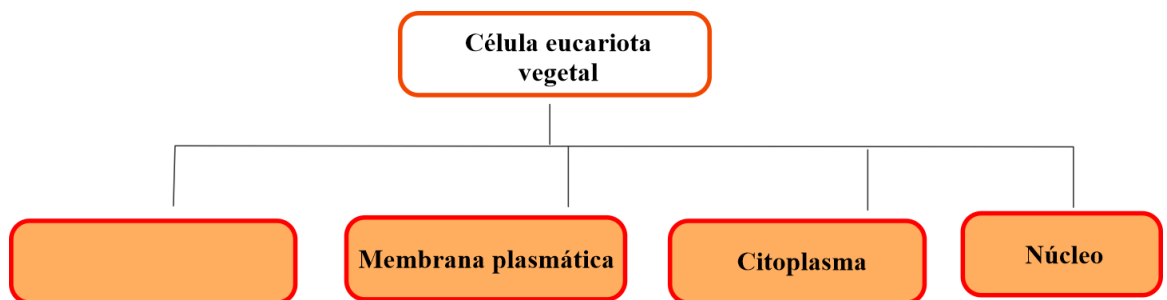 Célula eucariota
vegetal
Membrana plasmática
Citoplasma
Núcleo